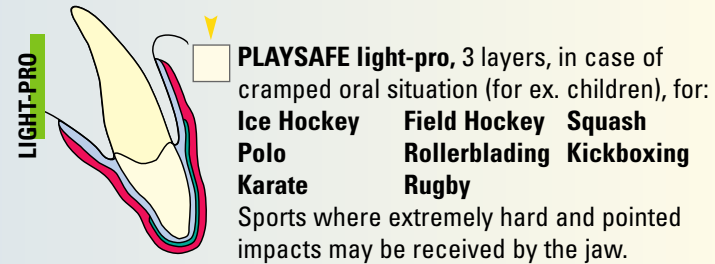 LIGHT-PRO
PLAYSAFE light-pro, 3 layers, in case of
cramped oral situation (for ex. children), for:
Ice Hockey Field Hockey Squash
Polo Rollerblading Kickboxing
Karate Rugby
Sports where extremely hard and pointed
impacts may be received by the jaw.